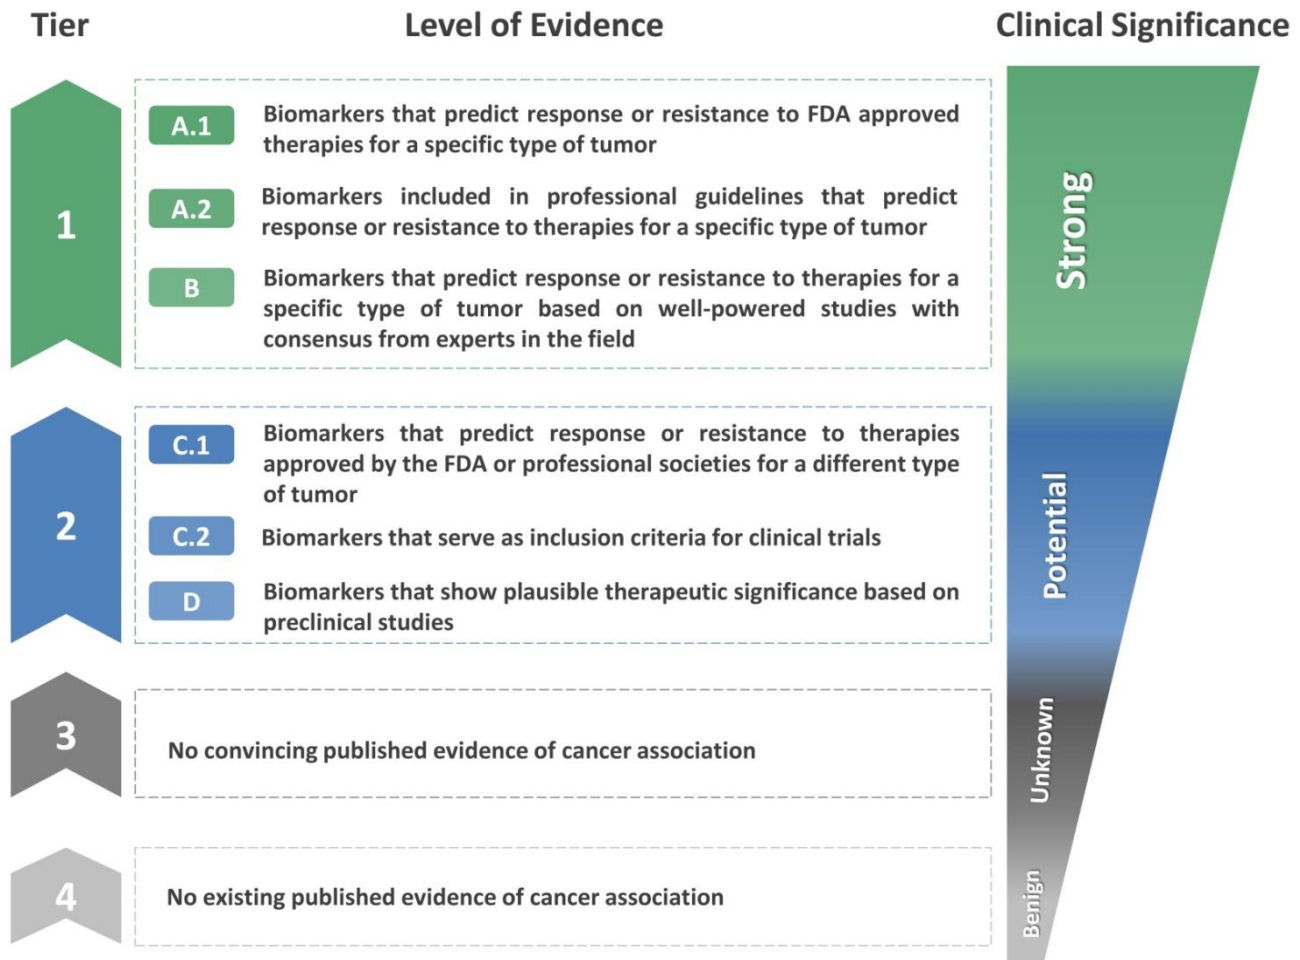 Tier
Level of Evidence
Clinical Significance
1
A.1
Biomarkers that predict response or resistance to FDA approved
therapies for a specific type of tumor
A.2
Biomarkers included in professional guidelines that predict
response or resistance to therapies for a specific type of tumor
B
Biomarkers that predict response or resistance to therapies for a
specific type of tumor based on well-powered studies with
consensus from experts in the field
Strong
2
C.1
Biomarkers that predict response or resistance to therapies
approved by the FDA or professional societies for a different type
of tumor
C.2
Biomarkers that serve as inclusion criteria for clinical trials
D
Biomarkers that show plausible therapeutic significance based on
preclinical studies
Potential
3
No convincing published evidence of cancer association
Unknown
4
No existing published evidence of cancer association
Benign